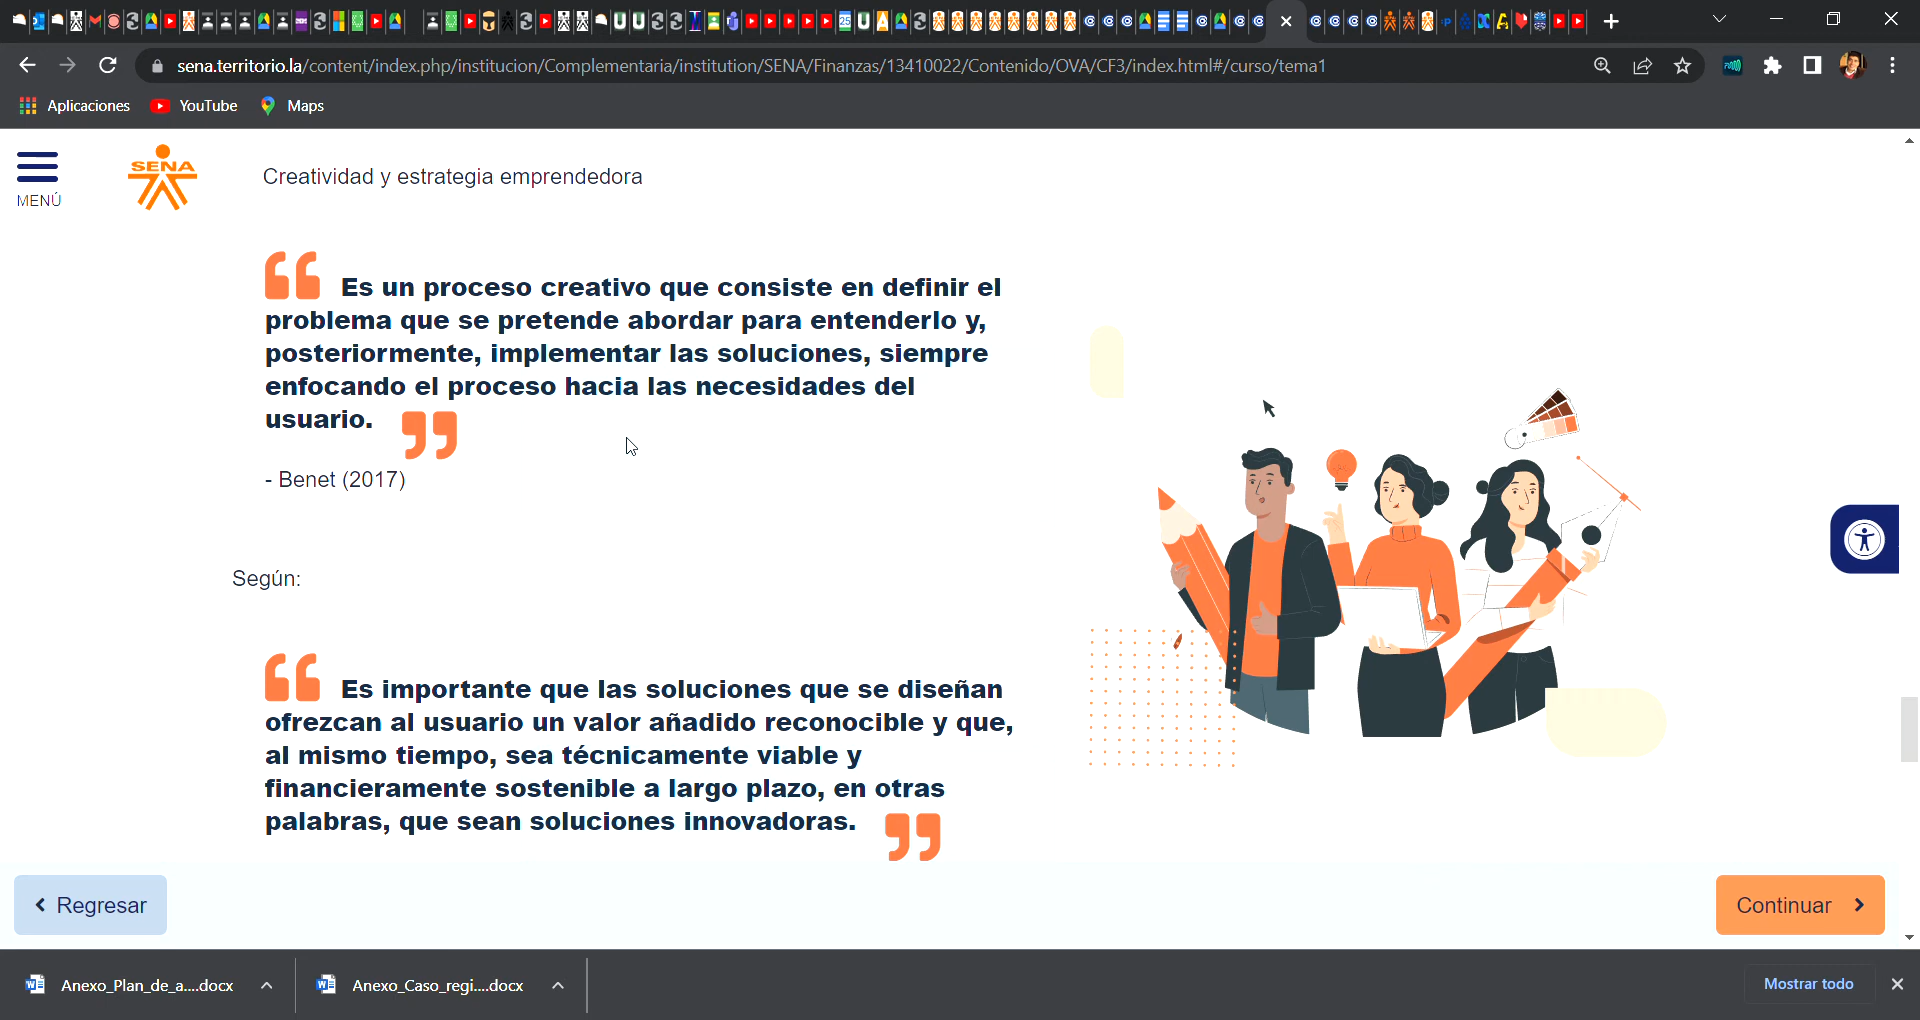 sena.territorio.la/content/index.php/institucion/Complementaria/institution/SENA/Finanzas/13410022/Contenido/OVA/CF3/index.html#/curso/tema1
Aplicaciones YouTube Maps
MENÚ
SENA
Creatividad y estrategia emprendedora
Es un proceso creativo que consiste en definir el
problema que se pretende abordar para entenderlo y,
posteriormente, implementar las soluciones, siempre
enfocando el proceso hacia las necesidades del
usuario.
- Benet (2017)
Según:
Es importante que las soluciones que se diseñan
ofrezcan al usuario un valor añadido reconocible y que,
al mismo tiempo, sea técnicamente viable y
financieramente sostenible a largo plazo, en otras
palabras, que sean soluciones innovadoras.
Regresar
Continuar
Anexo_Plan_de_a....docx
Anexo_Caso_regi....docx
Mostrar todo